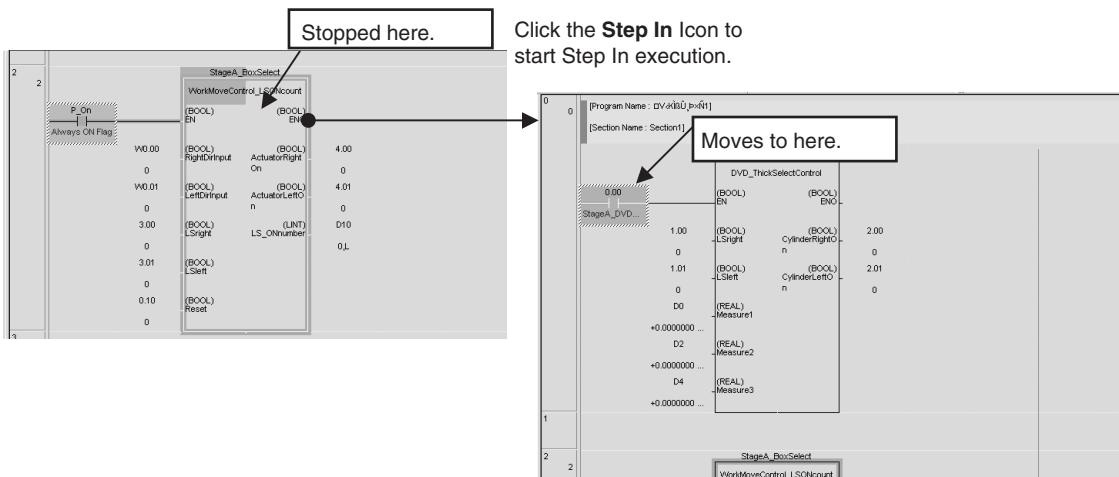 Stopped here.
Click the Step In Icon to
start Step In execution.
2
2
StageA_BoxSelect
WorkMoveControl_LSONcount
P_On
Always ON Flag
(BOOL)
EN
(BOOL)
ENO
W0.00
0
(BOOL)
RightDirInput
(BOOL)
ActuatorRight
On
4.00
0
W0.01
0
(BOOL)
LeftDirInput
(BOOL)
ActuatorLeftO
n
4.01
0
3.00
0
(BOOL)
LSright
(LINT)
LS_ONnumber
D10
0,L
3.01
0
(BOOL)
LSleft
0.10
0
(BOOL)
Reset
3
0
0
[Program Name :
[Section Name : Section1]
Moves to here.
DVD_ThickSelectControl
0.00
StageA_DVD...
(BOOL)
EN
(BOOL)
ENO
1.00
0
(BOOL)
LSright
(BOOL)
CylinderRightO
n
2.00
0
1.01
0
(BOOL)
LSleft
(BOOL)
CylinderLeftO
n
2.01
0
D0
+0.0000000 ...
(REAL)
Measure1
D2
+0.0000000 ...
(REAL)
Measure2
D4
+0.0000000 ...
(REAL)
Measure3
1
2
2
StageA_BoxSelect
WorkMoveControl_LSONcount